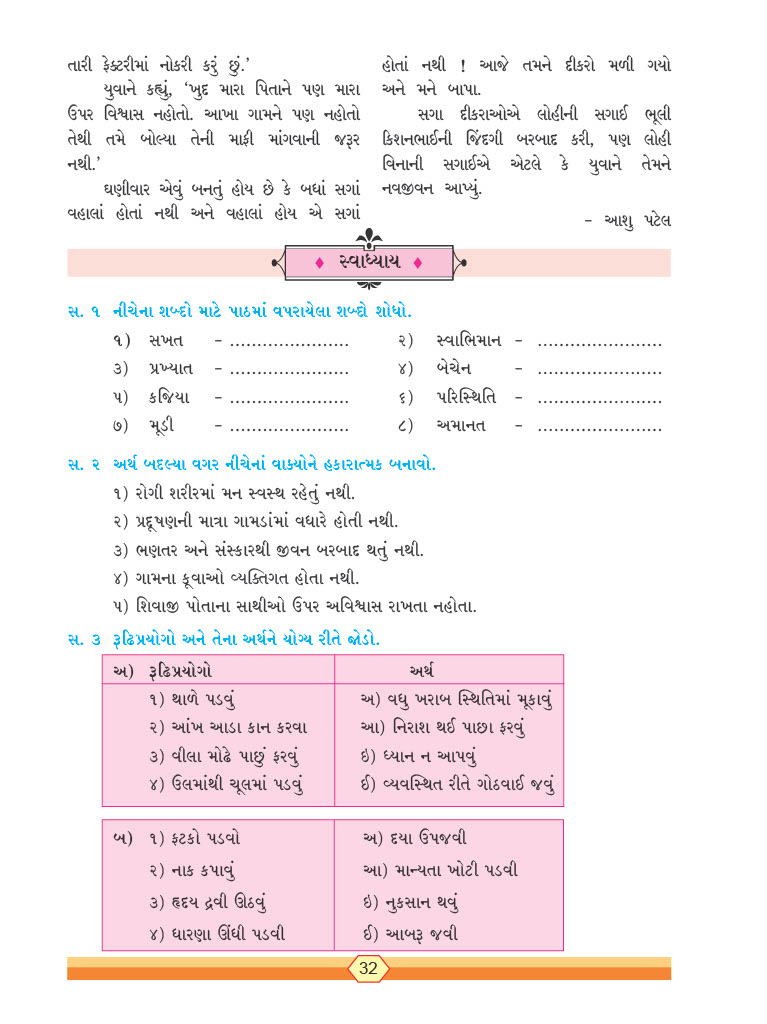 તારી ફેક્ટરીમાં નોકરી કરું છું.’
યુવાને કહ્યું, ‘ખુદ મારા પિતાને પણ મારા
ઉપર વિશ્વાસ નહોતો. આખા ગામને પણ નહોતો
તેથી તમે બોલ્યા તેની માફી માંગવાની જરૂર
નથી.’
ઘણીવાર એવું બનતું હોય છે કે બધાં સગાં
વહાલાં હોતાં નથી અને વહાલાં હોય એ સગાં
હોતાં નથી ! આજે તમને દીકરો મળી ગયો
અને મને બાપા.
સગા દીકરાઓએ લોહીની સગાઈ ભૂલી
કિશનભાઈની જિંદગી બરબાદ કરી, પણ લોહી
વિનાની સગાઈએ એટલે કે યુવાને તેમને
નવજીવન આપ્યું.
– આશુ પટેલ
♦ સ્વાધ્યાય ♦
સ. ૧ નીચેના શબ્દો માટે પાઠમાં વપરાયેલા શબ્દો શોધો.
૧) સખત – ...................... ૨) સ્વાભિમાન – .......................
૩) પ્રખ્યાત – ...................... ૪) બેચેન – .......................
૫) કજિયા – ...................... ૬) પરિસ્થિતિ – .......................
૭) મૂડી – ...................... ૮) અમાનત – .......................
સ. ૨ અર્થ બદલ્યા વગર નીચેનાં વાક્યોને હકારાત્મક બનાવો.
૧) રોગી શરીરમાં મન સ્વસ્થ રહેતું નથી.
૨) પ્રદૂષણની માત્રા ગામડાંમાં વધારે હોતી નથી.
૩) ભણતર અને સંસ્કારથી જીવન બરબાદ થતું નથી.
૪) ગામના કૂવાઓ વ્યક્તિગત હોતા નથી.
૫) શિવાજી પોતાના સાથીઓ ઉપર અવિશ્વાસ રાખતા નહોતા.
સ. ૩ રૂઢિપ્રયોગો અને તેના અર્થને યોગ્ય રીતે જોડો.
અ) રૂઢિપ્રયોગો અર્થ
૧) થાળે પડવું અ) વધુ ખરાબ સ્થિતિમાં મૂકાવું
૨) આંખ આડા કાન કરવા આ) નિરાશ થઈ પાછા ફરવું
૩) વીલા મોઢે પાછું ફરવું ઇ) ધ્યાન ન આપવું
૪) ઉલમાંથી ચૂલમાં પડવું ઈ) વ્યવસ્થિત રીતે ગોઠવાઈ જવું
બ) ૧) ફટકો પડવો અ) દયા ઉપજવી
૨) નાક કપાવું આ) માન્યતા ખોટી પડવી
૩) હૃદય દ્રવી ઊઠવું ઇ) નુકસાન થવું
૪) ધારણા ઊંઘી પડવી ઈ) આબરૂ જવી
32